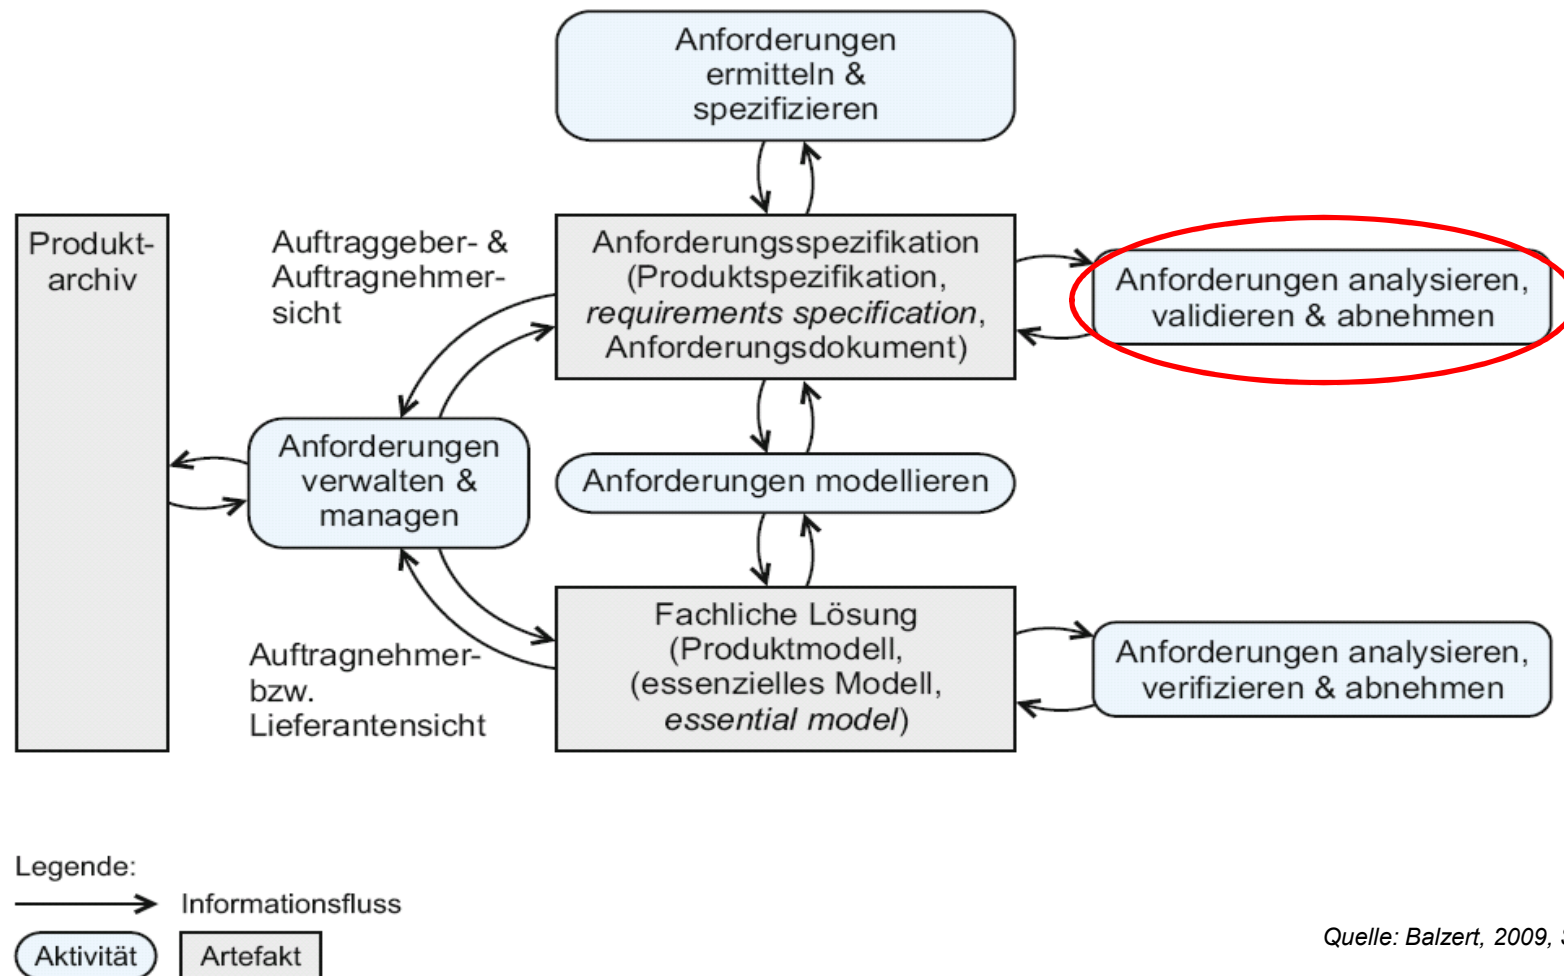 Anforderungen
ermitteln &
spezifizieren
Produkt-
archiv
Auftraggeber- &
Auftragnehmer-
sicht
Anforderungsspezifikation
(Produktspezifikation,
requirements specification,
Anforderungsdokument)
Anforderungen analysieren,
validieren & abnehmen
Anforderungen
verwalten &
managen
Anforderungen modellieren
Auftragnehmer-
bzw.
Lieferantensicht
Fachliche Lösung
(Produktmodell,
(essenzielles Modell,
essential model)
Anforderungen analysieren,
verifizieren & abnehmen
Legende:
Informationsfluss
Aktivität
Artefakt
Quelle: Balzert, 2009,